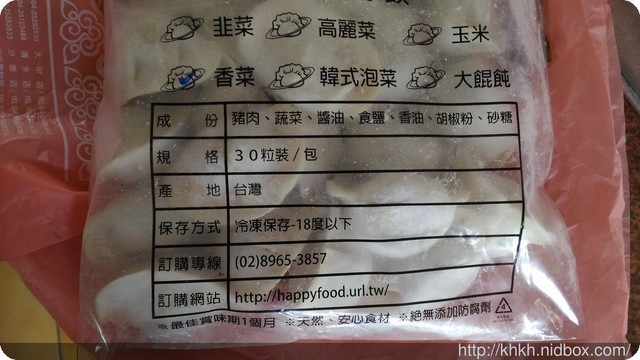 韭菜 高麗菜 玉米
香菜 韓式泡菜 大餛飩
成份 豬肉、蔬菜、醬油、食鹽、香油、胡椒粉、砂糖
規格 30粒裝/包
產地 台灣
保存方式 冷凍保存-18度以下
訂購專線 (02)8965-3857
訂購網站 http://happyfood.url.tw/
※最佳賞味期1個月 ※天然、安心食材 ※絕無添加防腐劑
http://khkh.nidbox.com/